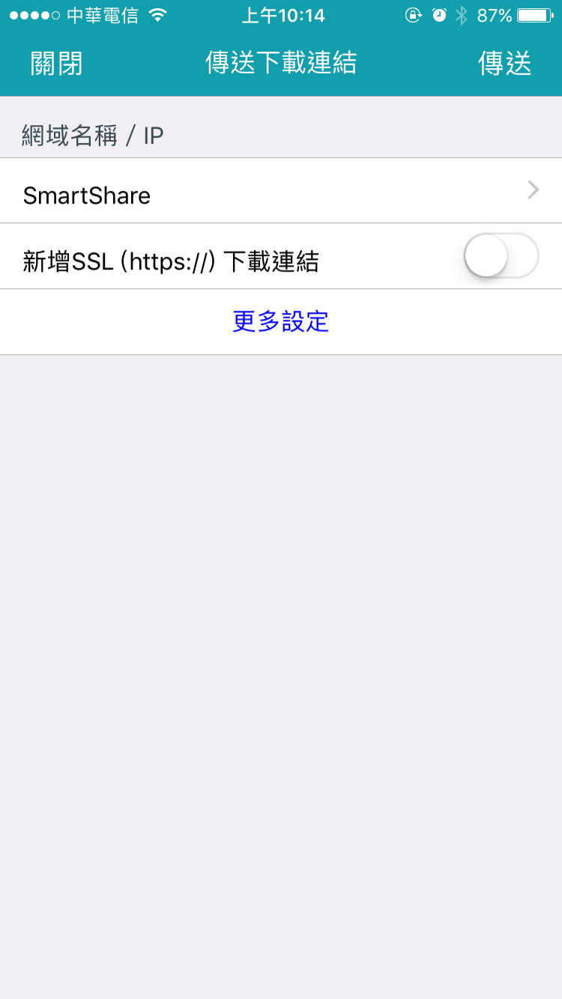 中華電信 上午10:14 87%
關閉 傳送下載連結 傳送
網域名稱 / IP
SmartShare
新增SSL (https://) 下載連結
更多設定